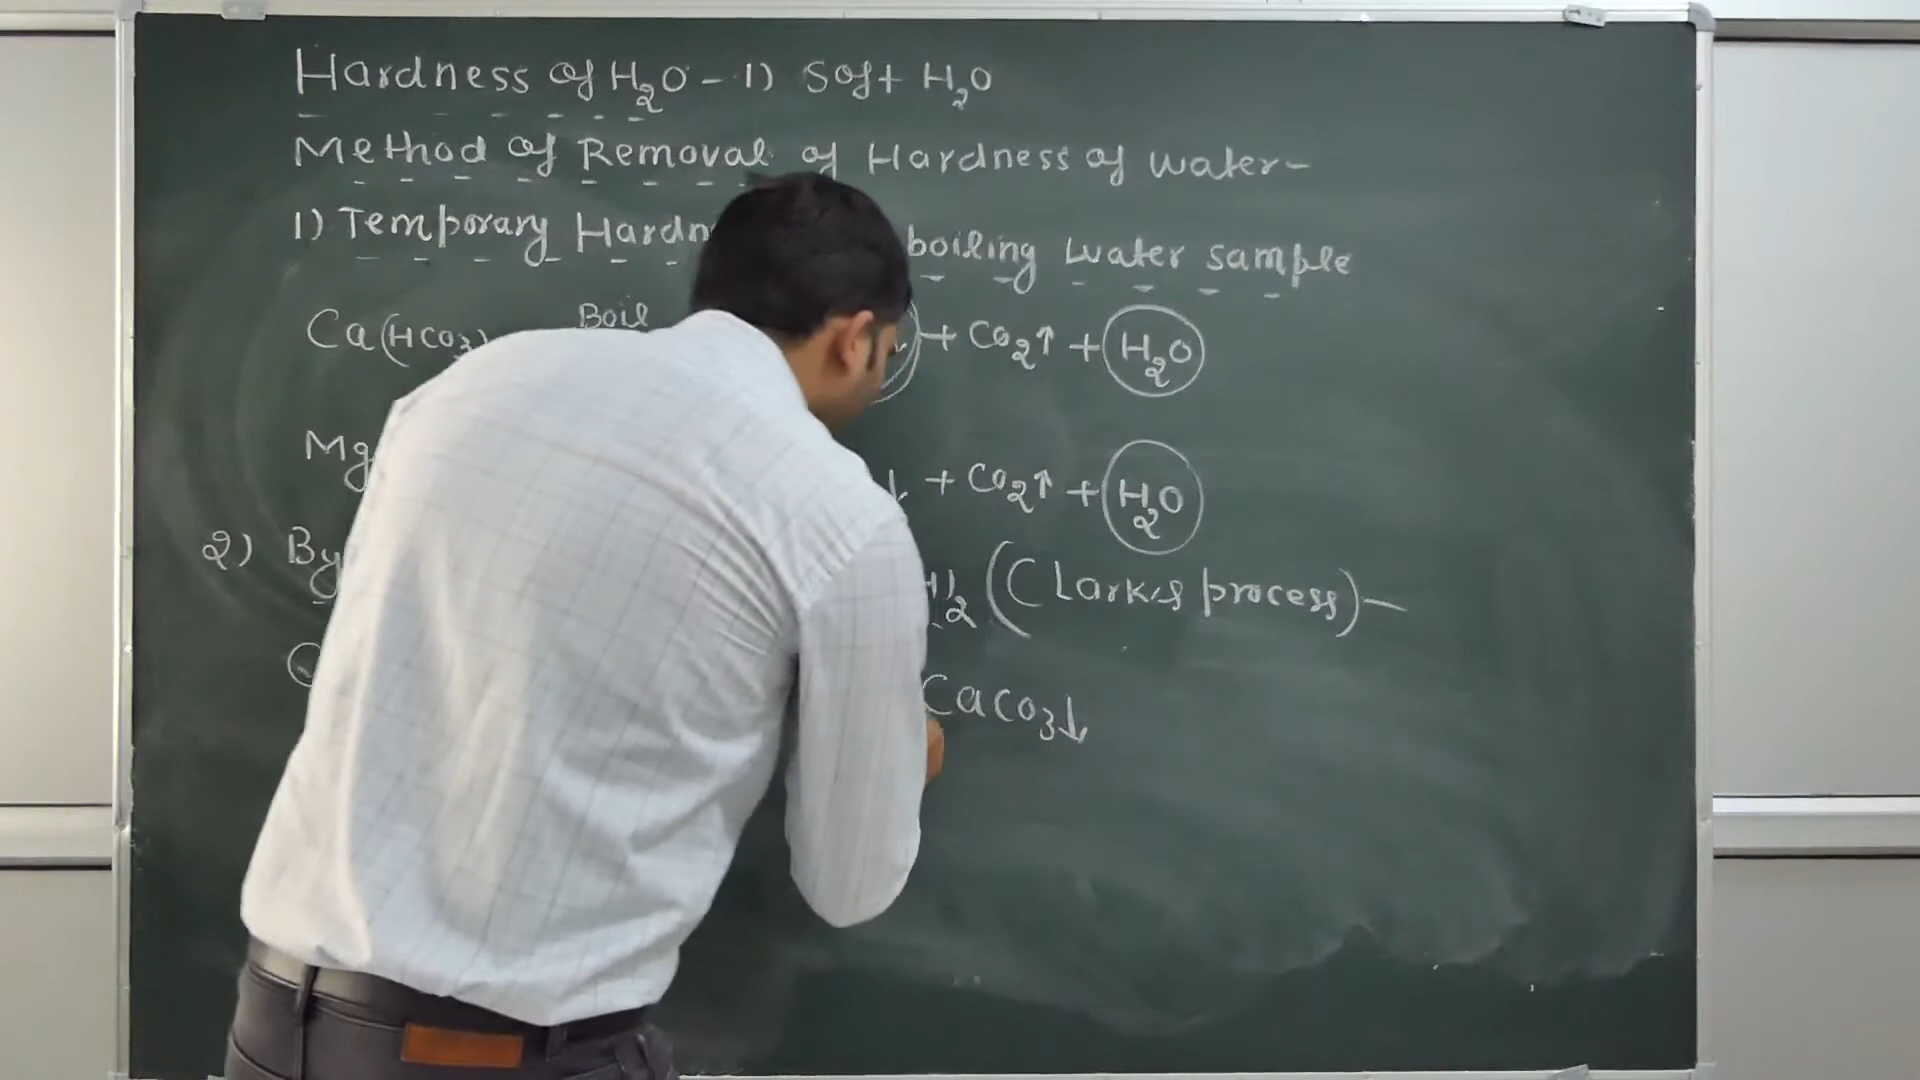 Hardness of H₂O - 1) Soft H₂O
Method of Removal of Hardness of water -
1) Temporary Hardn boiling water sample
Ca(HCO₃) Boil + CO₂↑ + H₂O
Mg ↓ + CO₂↑ + H₂O
2) By H)₂ (Clark's process) -
CaCO₃↓